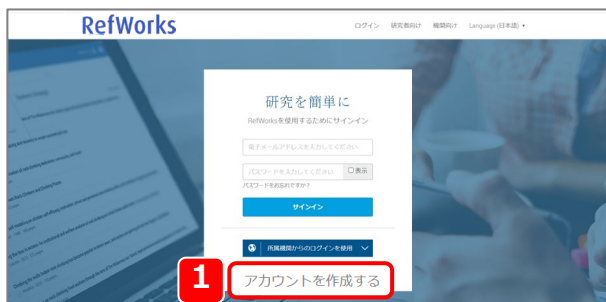 RefWorks
ログイン 研究者向け 機関向け Language (日本語)
研究を簡単に
RefWorksを使用するためにサインイン
電子メールアドレスを入力してください
パスワードを入力してください 表示
パスワードをお忘れですか？
サインイン
所属機関からのログインを使用
1 アカウントを作成する